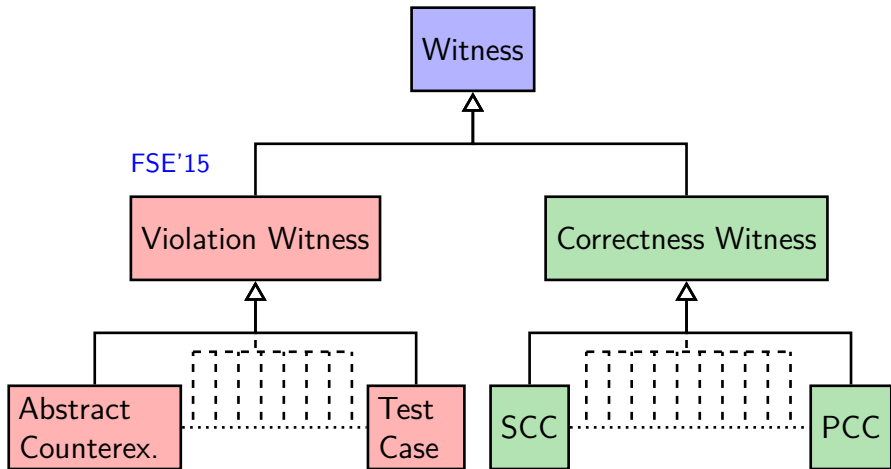 Witness
FSE'15
Violation Witness
Correctness Witness
Abstract
Counterex.
Test
Case
SCC
PCC